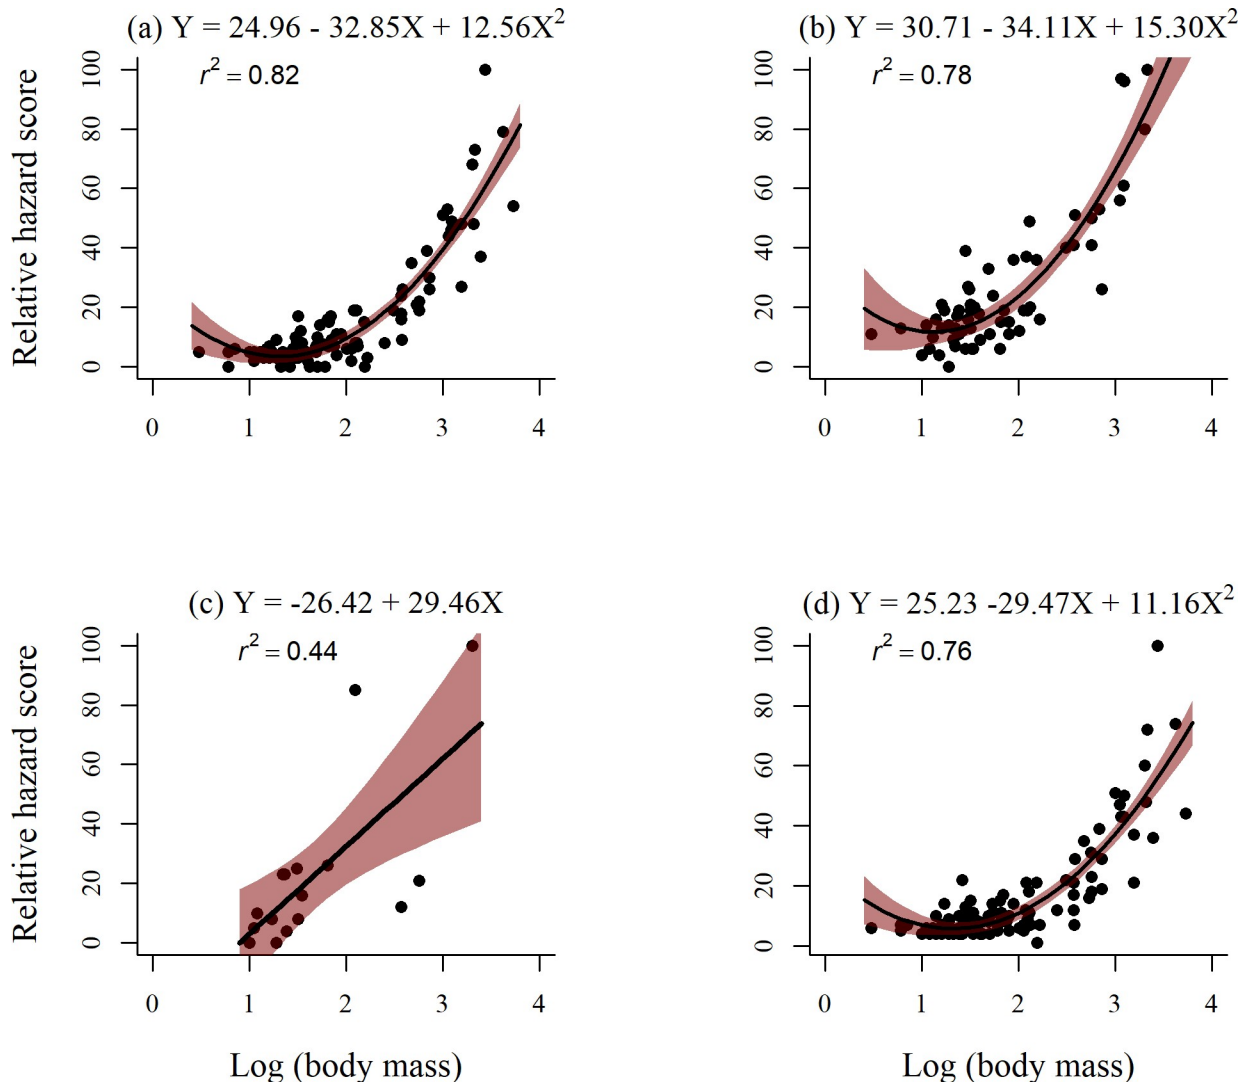 (a) Y = 24.96 - 32.85X + 12.56X²
r² = 0.82
Relative hazard score
0 20 40 60 80 100
0 1 2 3 4
(b) Y = 30.71 - 34.11X + 15.30X²
r² = 0.78
0 20 40 60 80 100
0 1 2 3 4
(c) Y = -26.42 + 29.46X
r² = 0.44
Relative hazard score
0 20 40 60 80 100
0 1 2 3 4
Log (body mass)
(d) Y = 25.23 -29.47X + 11.16X²
r² = 0.76
0 20 40 60 80 100
0 1 2 3 4
Log (body mass)